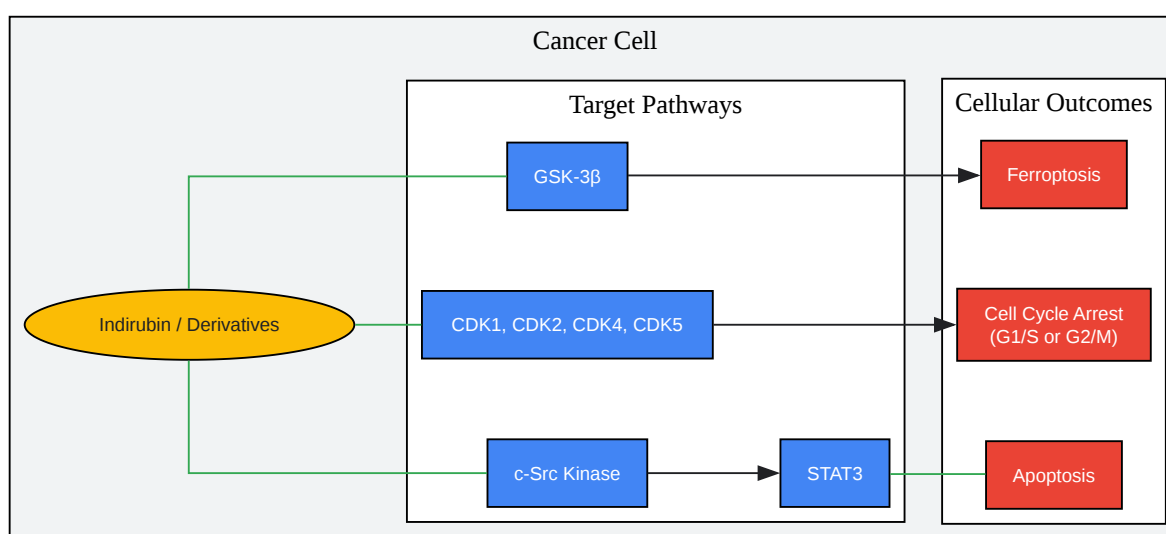 Cancer Cell
Target Pathways
Cellular Outcomes
GSK-3β
Ferroptosis
Indirubin / Derivatives
CDK1, CDK2, CDK4, CDK5
Cell Cycle Arrest
(G1/S or G2/M)
c-Src Kinase
STAT3
Apoptosis